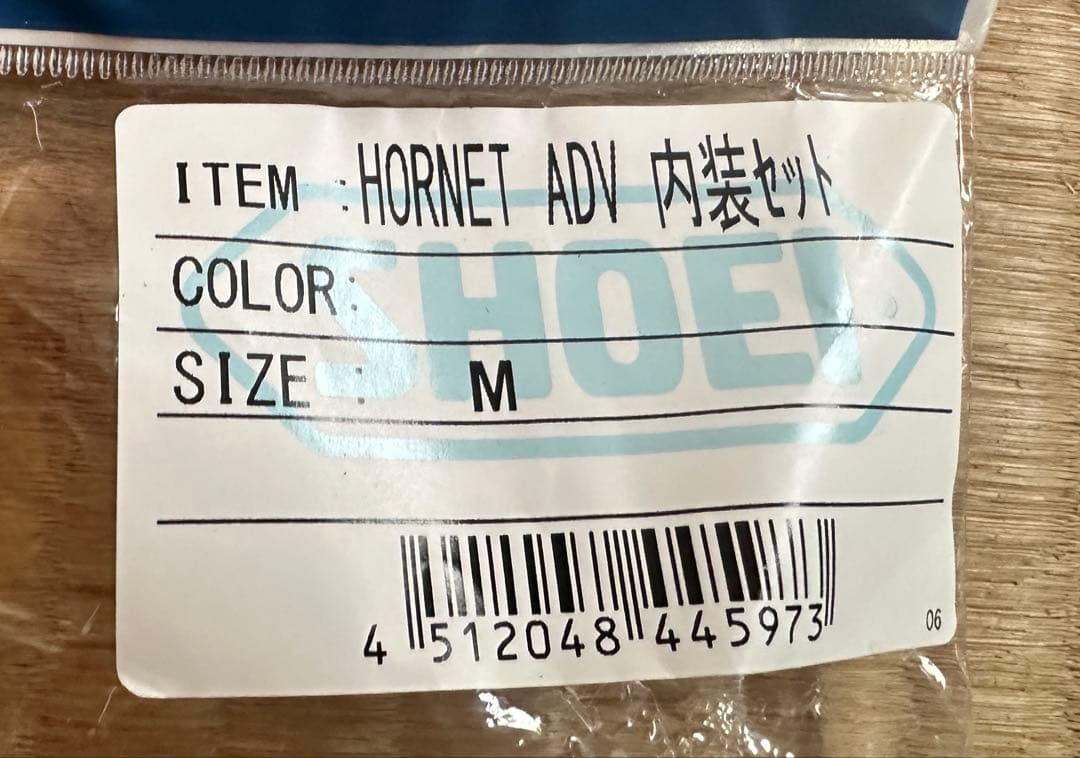 ITEM :HORNET ADV 内装セット
SHOEI
COLOR:
SIZE : M
4 512048 445973
06